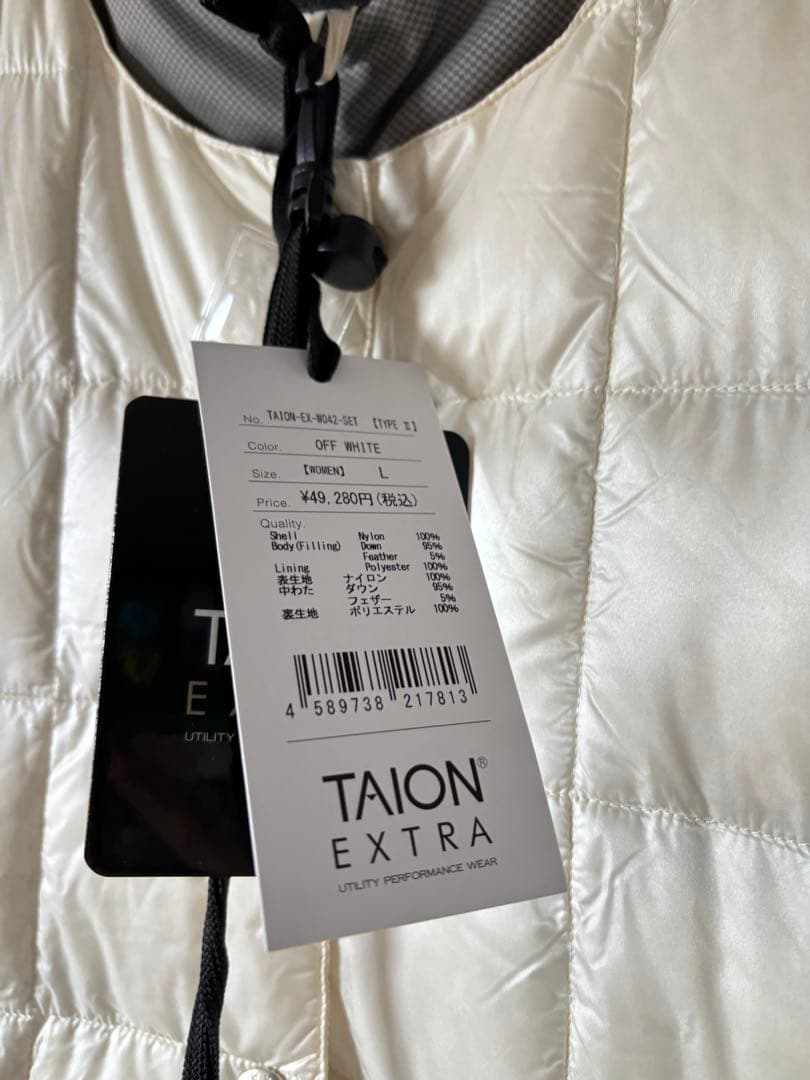 No. TAION-EX-W042-SET 【TYPE Ⅱ】
Color. OFF WHITE
Size. 【WOMEN】 L
Price. ¥49,280円(税込)
Quality.
Shell Nylon 100%
Body(Filling) Down 95%
Feather 5%
Lining Polyester 100%
表生地 ナイロン 100%
中わた ダウン 95%
フェザー 5%
裏生地 ポリエステル 100%
4 589738 217813
TAION®
EXTRA
UTILITY PERFORMANCE WEAR
UTILITY